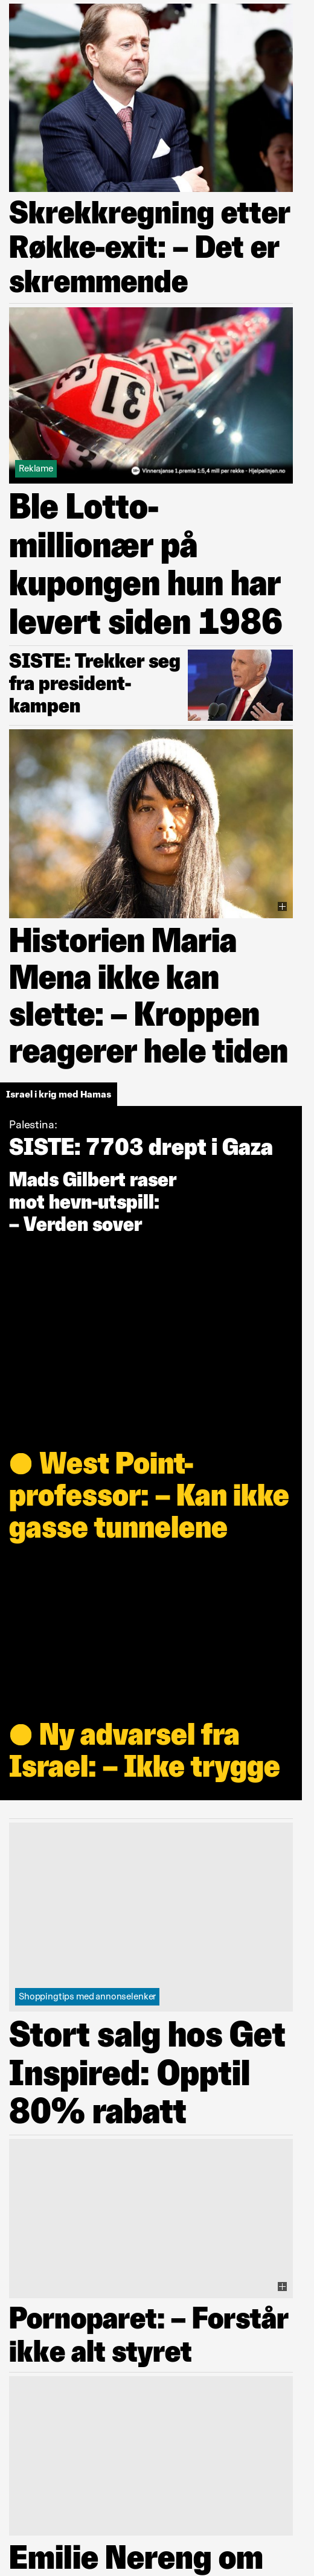 Skrekkregning etter
Røkke-exit: – Det er
skremmende
31
21
Reklame
Vinnersjanse 1.premie 1:5,4 mill per rekke - Hjelpelinjen.no
Ble Lotto-
millionær på
kupongen hun har
levert siden 1986
SISTE: Trekker seg
fra president-
kampen
Historien Maria
Mena ikke kan
slette: – Kroppen
reagerer hele tiden
Israel i krig med Hamas
Palestina:
SISTE: 7703 drept i Gaza
Mads Gilbert raser
mot hevn-utspill:
– Verden sover
● West Point-
professor: – Kan ikke
gasse tunnelene
● Ny advarsel fra
Israel: – Ikke trygge
Shoppingtips med annonselenker
Stort salg hos Get
Inspired: Opptil
80% rabatt
Pornoparet: – Forstår
ikke alt styret
Emilie Nereng om